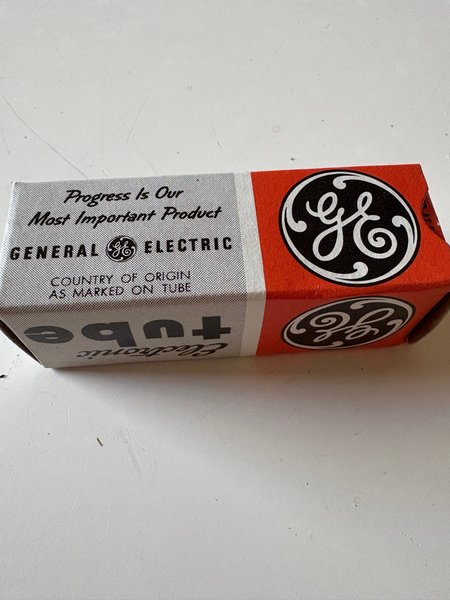 Progress Is Our
Most Important Product
GENERAL GE ELECTRIC
COUNTRY OF ORIGIN
AS MARKED ON TUBE
GE
Electronic
tube
GE